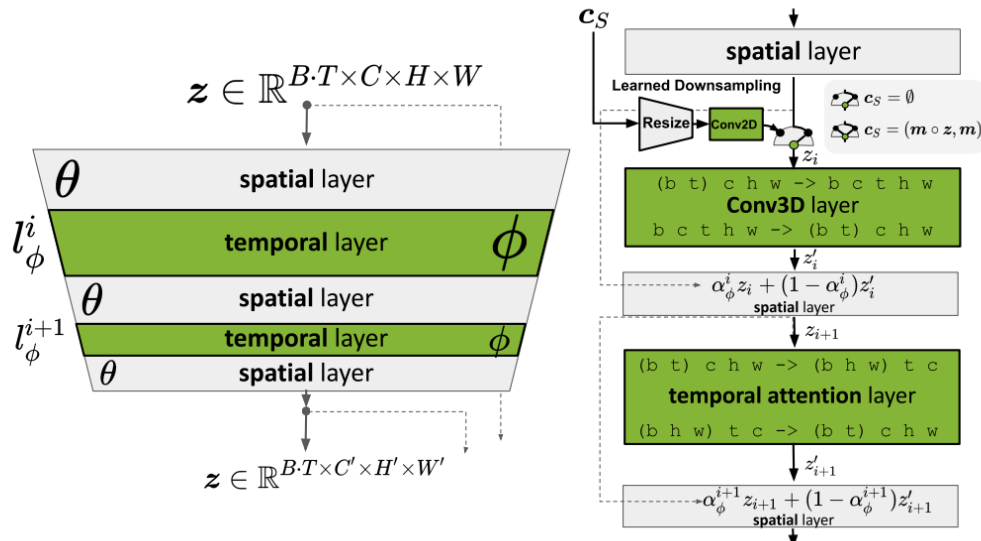 𝒛 ∈ ℝ^{B·T×C×H×W}
θ
spatial layer
l_ϕ^i
temporal layer
ϕ
θ
spatial layer
l_ϕ^{i+1}
temporal layer
ϕ
θ
spatial layer
𝒛 ∈ ℝ^{B·T×C'×H'×W'}
𝒄_S
spatial layer
Learned Downsampling
Resize
Conv2D
𝒄_S = ∅
𝒄_S = (𝒎 ∘ 𝒛, 𝒎)
z_i
(b t) c h w -> b c t h w
Conv3D layer
b c t h w -> (b t) c h w
z'_i
α_ϕ^i z_i + (1 − α_ϕ^i)z'_i
spatial layer
z_{i+1}
(b t) c h w -> (b h w) t c
temporal attention layer
(b h w) t c -> (b t) c h w
z'_{i+1}
α_ϕ^{i+1} z_{i+1} + (1 − α_ϕ^{i+1})z'_{i+1}
spatial layer